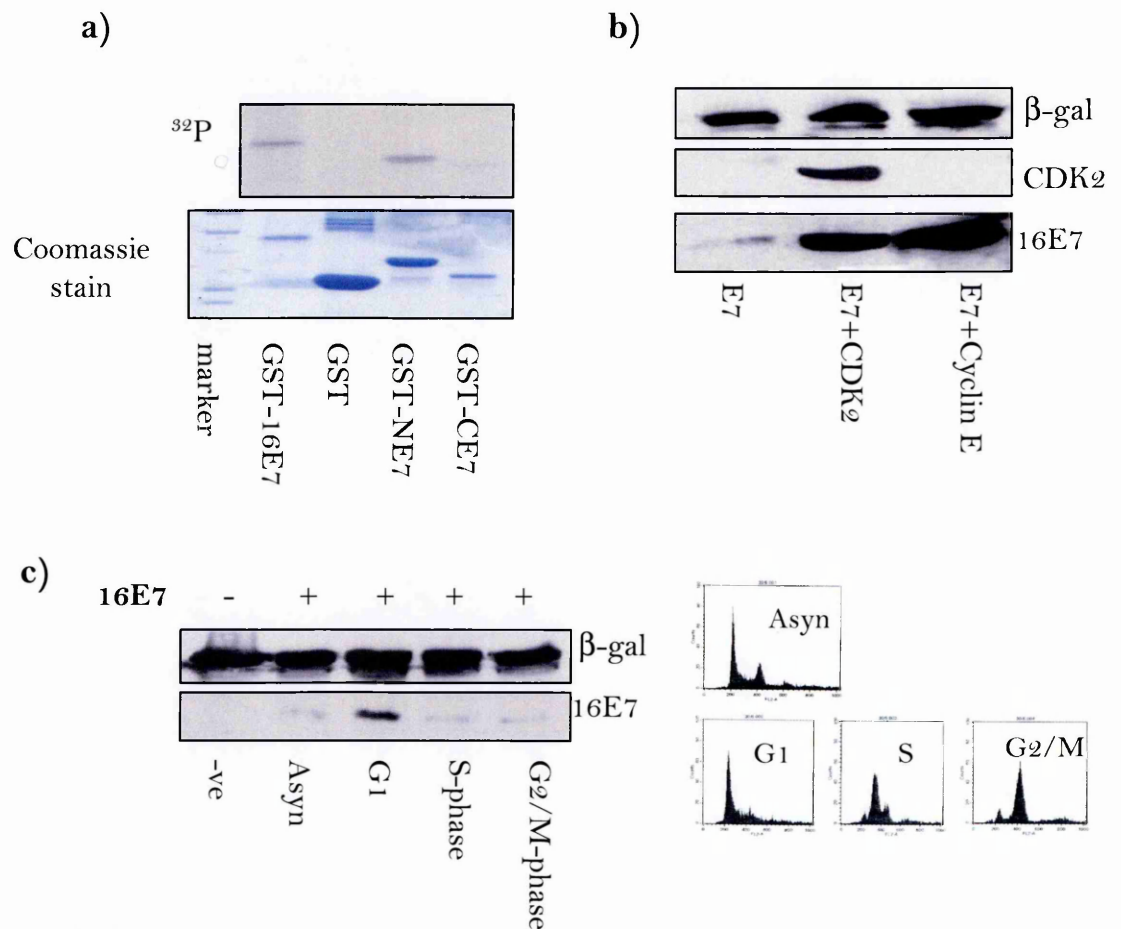 a)
³²P
Coomassie
stain
marker
GST-16E7
GST
GST-NE7
GST-CE7
b)
β-gal
CDK2
16E7
E7
E7+CDK2
E7+Cyclin E
c)
16E7 - + + + +
β-gal
16E7
-ve
Asyn
G1
S-phase
G2/M-phase
Asyn
G1
S
G2/M